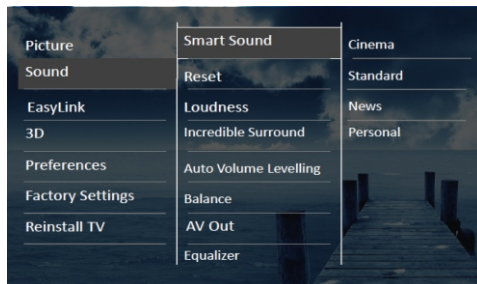 Picture
Sound
EasyLink
3D
Preferences
Factory Settings
Reinstall TV
Smart Sound
Reset
Loudness
Incredible Surround
Auto Volume Levelling
Balance
AV Out
Equalizer
Cinema
Standard
News
Personal